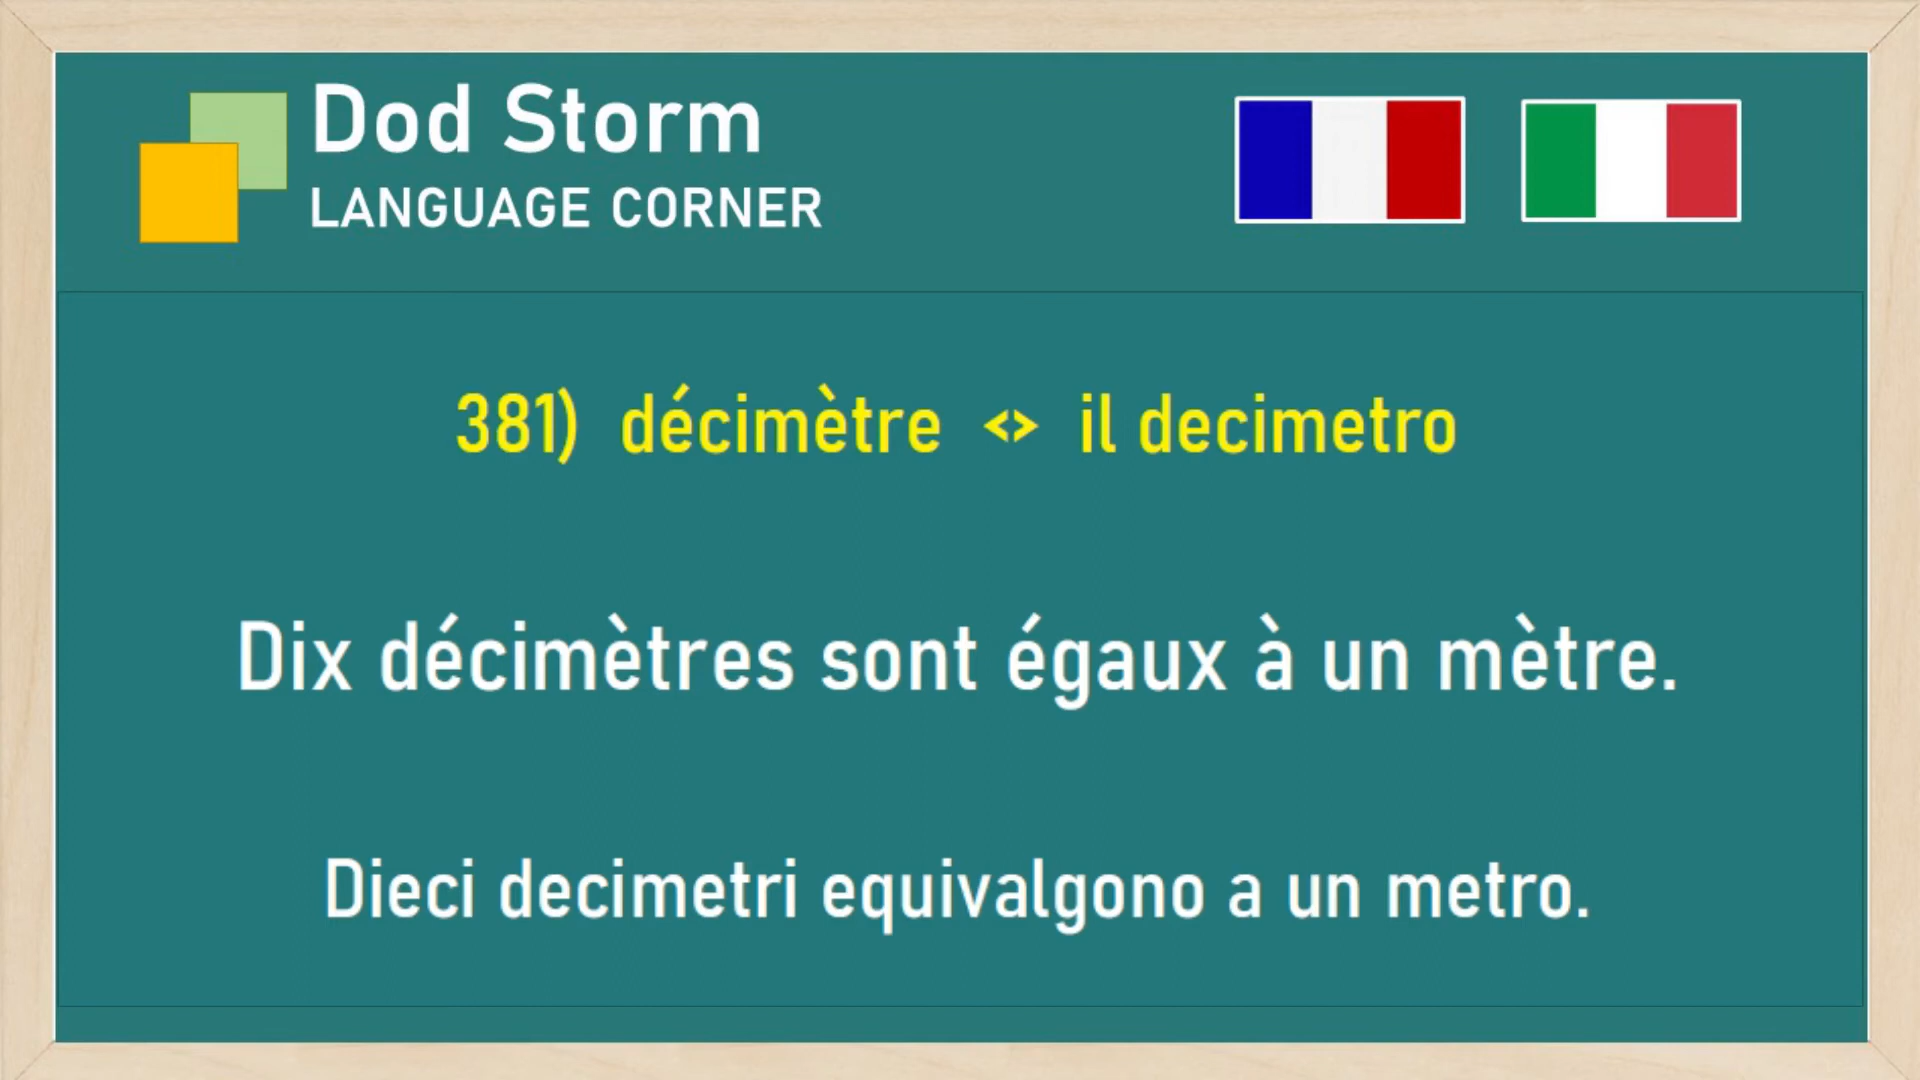 Dod Storm
LANGUAGE CORNER
381) décimètre <> il decimetro
Dix décimètres sont égaux à un mètre.
Dieci decimetri equivalgono a un metro.